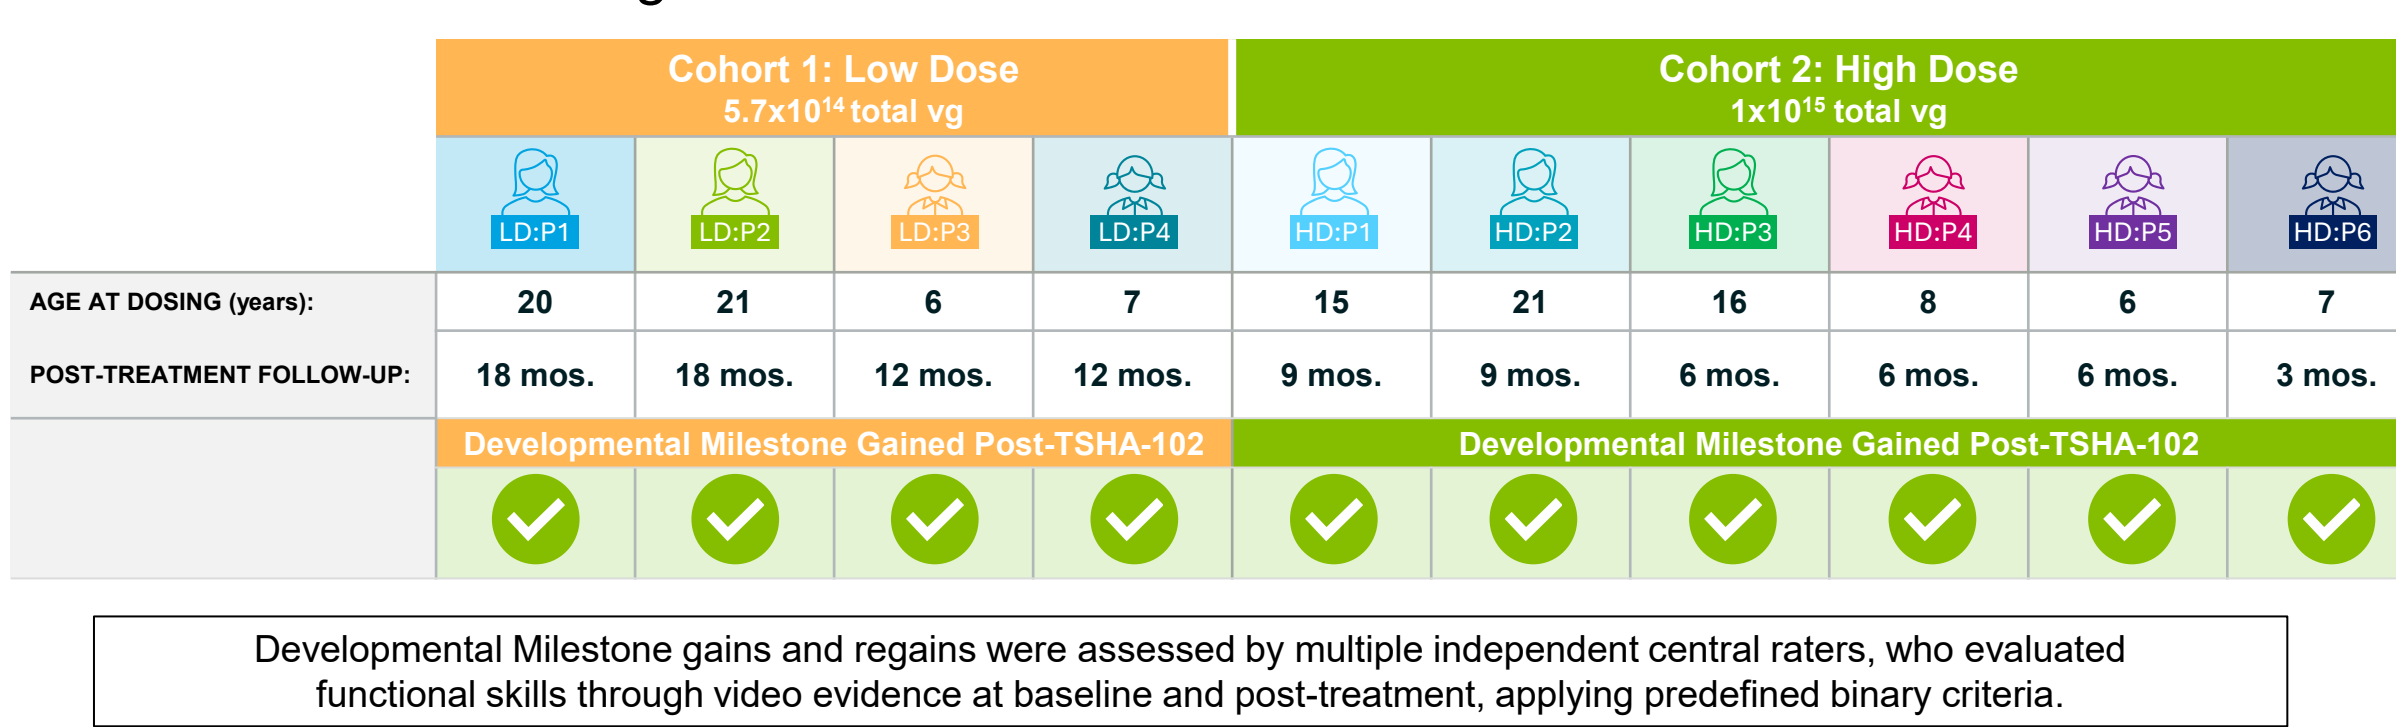 Cohort 1: Low Dose
5.7x10¹⁴ total vg
Cohort 2: High Dose
1x10¹⁵ total vg
LD:P1 LD:P2 LD:P3 LD:P4 HD:P1 HD:P2 HD:P3 HD:P4 HD:P5 HD:P6
AGE AT DOSING (years): 20 21 6 7 15 21 16 8 6 7
POST-TREATMENT FOLLOW-UP: 18 mos. 18 mos. 12 mos. 12 mos. 9 mos. 9 mos. 6 mos. 6 mos. 6 mos. 3 mos.
Developmental Milestone Gained Post-TSHA-102 Developmental Milestone Gained Post-TSHA-102
Developmental Milestone gains and regains were assessed by multiple independent central raters, who evaluated
functional skills through video evidence at baseline and post-treatment, applying predefined binary criteria.